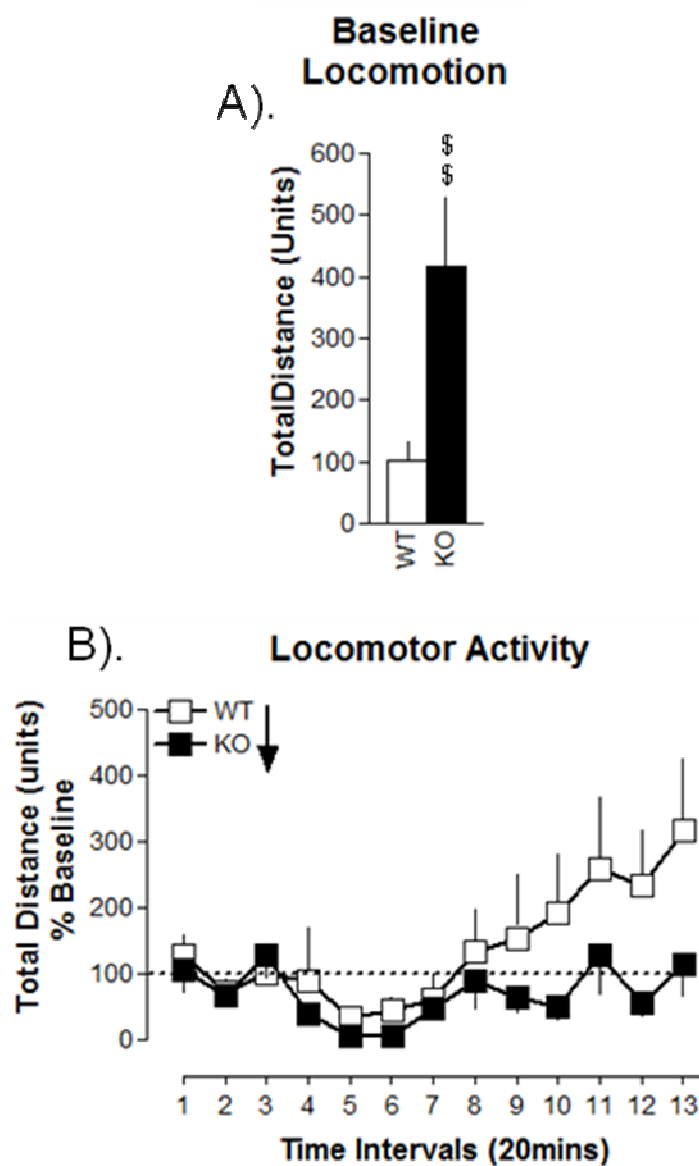 Baseline
Locomotion
A).
600
500
400
300
200
100
0
TotalDistance (Units)
$
$
WT
KO
B).
Locomotor Activity
500
400
300
200
100
0
Total Distance (units)
% Baseline
WT
KO
1 2 3 4 5 6 7 8 9 10 11 12 13
Time Intervals (20mins)